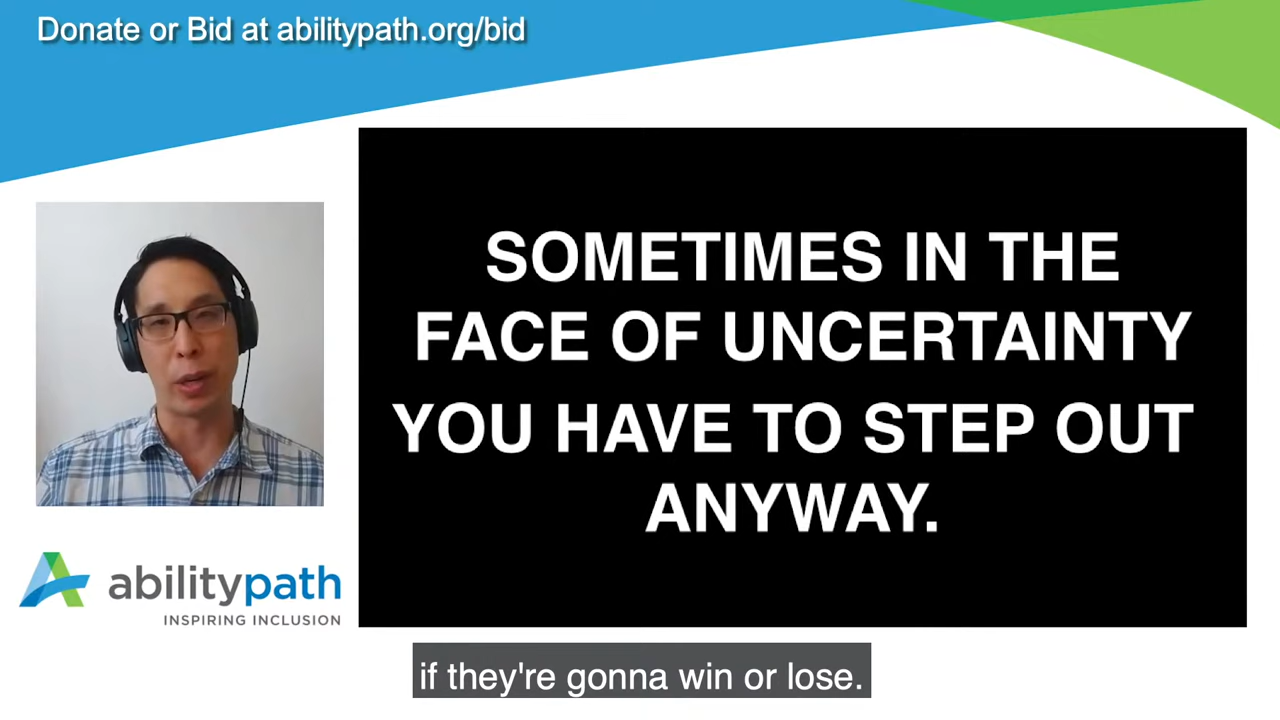 Donate or Bid at abilitypath.org/bid
SOMETIMES IN THE
FACE OF UNCERTAINTY
YOU HAVE TO STEP OUT
ANYWAY.
abilitypath
INSPIRING INCLUSION
if they're gonna win or lose.